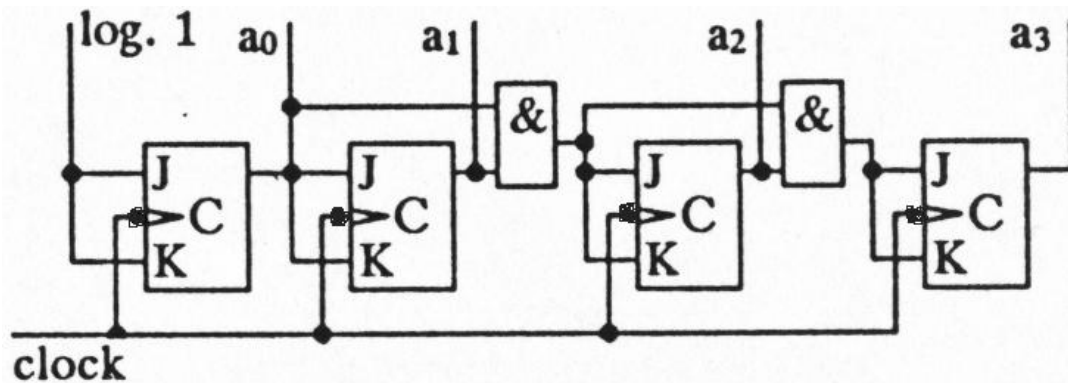 log. 1 a0 a1 a2 a3
& &
J J J J
C C C C
K K K K
clock